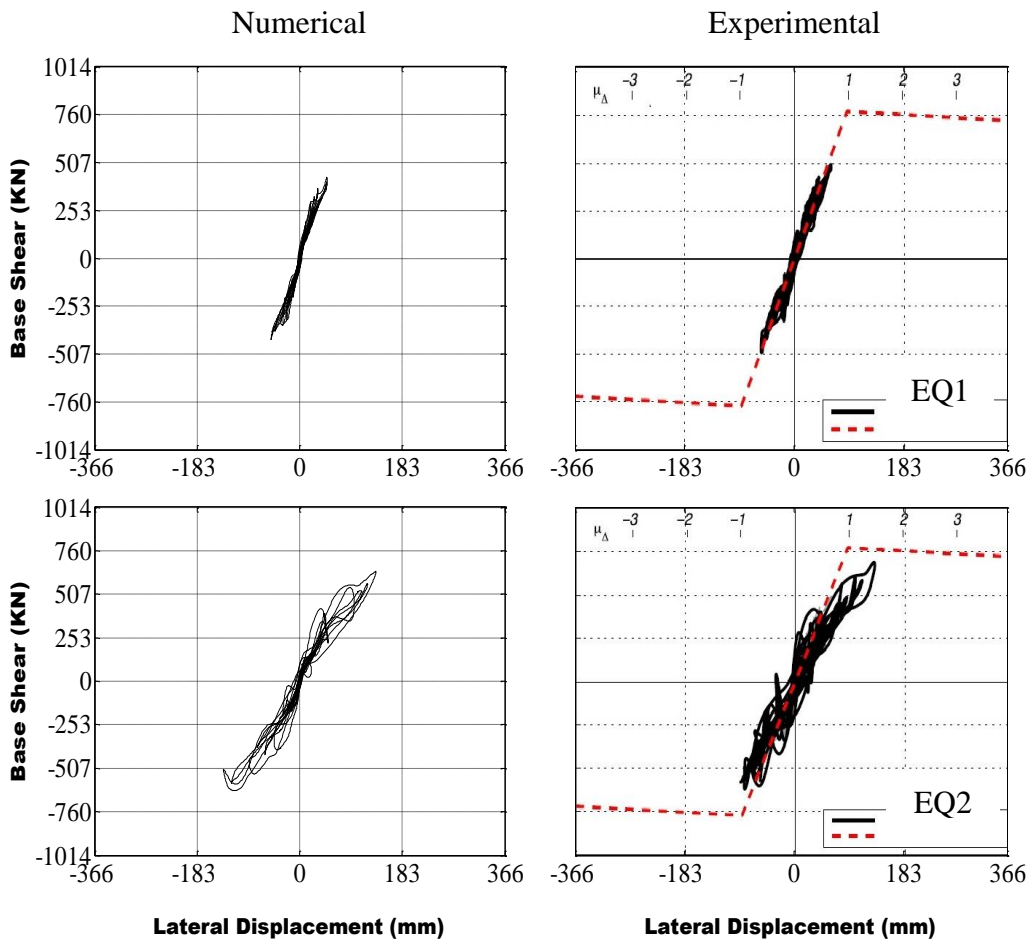 Numerical
Experimental
Base Shear (KN)
1014
760
507
253
0
-253
-507
-760
-1014
-366 -183 0 183 366
μΔ -3 -2 -1 1 2 3
EQ1
-366 -183 0 183 366
Base Shear (KN)
1014
760
507
253
0
-253
-507
-760
-1014
-366 -183 0 183 366
μΔ -3 -2 -1 1 2 3
EQ2
-366 -183 0 183 366
Lateral Displacement (mm)
Lateral Displacement (mm)